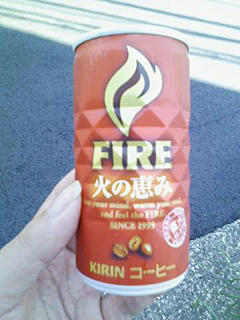 FIRE
火の恵み
your mind, warm your soul,
and feel the FIRE
SINCE 1999
KIRIN コーヒー